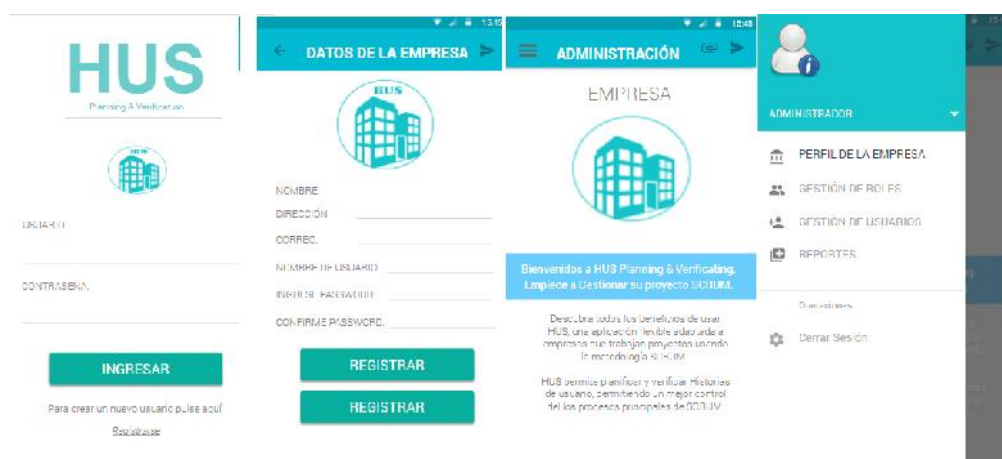 HUS
Planning & Verification
USUARIO
CONTRASEÑA:
INGRESAR
Para crear un nuevo usuario pulse aquí
Registrarse
DATOS DE LA EMPRESA
HUS
NOMBRE
DIRECCIÓN
CORREO:
NOMBRE DE USUARIO
INGRESE PASSWORD
CONFIRME PASSWORD:
REGISTRAR
REGISTRAR
ADMINISTRACIÓN
EMPRESA
Bienvenidos a HUS Planning & Verificating.
Empiece a Gestionar su proyecto SCRUM.
Descubra todos los beneficios de usar
HUS, una aplicación flexible adaptada a
empresas que trabajan proyectos usando
la metodología SCRUM
HUS permite planificar y verificar Historias
de usuario, permitiendo un mejor control
de los procesos principales de SCRUM
ADMINISTRADOR
PERFIL DE LA EMPRESA
GESTIÓN DE ROLES
GESTIÓN DE USUARIOS
REPORTES
Operaciones
Cerrar Sesión